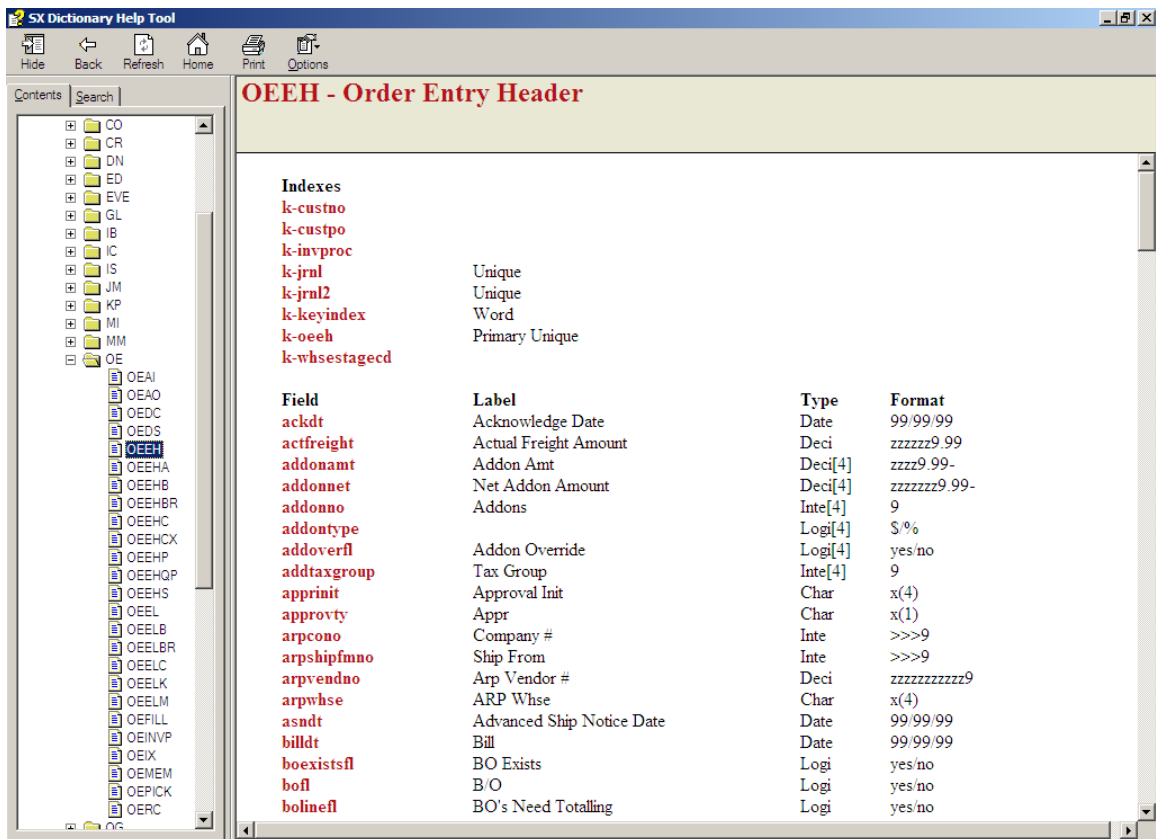 SX Dictionary Help Tool
Hide Back Refresh Home Print Options
Contents Search
CO
CR
DN
ED
EVE
GL
IB
IC
IS
JM
KP
MI
MM
OE
OEAI
OEAO
OEDC
OEDS
OEEH
OEEHA
OEEHB
OEEHBR
OEEHC
OEEHCX
OEEHP
OEEHQP
OEEHS
OEEL
OEELB
OEELBR
OEELC
OEELK
OEELM
OEFILL
OEINVP
OEIX
OEMEM
OEPICK
OERC
OG
OEEH - Order Entry Header
Indexes
k-custno
k-custpo
k-invproc
k-jrnl Unique
k-jrnl2 Unique
k-keyindex Word
k-oeeh Primary Unique
k-whsestagecd
Field Label Type Format
ackdt Acknowledge Date Date 99/99/99
actfreight Actual Freight Amount Deci zzzzzz9.99
addonamt Addon Amt Deci[4] zzzz9.99-
addonnet Net Addon Amount Deci[4] zzzzzzz9.99-
addonno Addons Inte[4] 9
addontype Logi[4] $/%
addoverfl Addon Override Logi[4] yes/no
addtaxgroup Tax Group Inte[4] 9
apprinit Approval Init Char x(4)
approvty Appr Char x(1)
arpcono Company # Inte >>>9
arpshipfmno Ship From Inte >>>9
arpvendno Arp Vendor # Deci zzzzzzzzzzz9
arpwhse ARP Whse Char x(4)
asndt Advanced Ship Notice Date Date 99/99/99
billdt Bill Date 99/99/99
boexistsfl BO Exists Logi yes/no
bofl B/O Logi yes/no
bolinefl BO's Need Totalling Logi yes/no